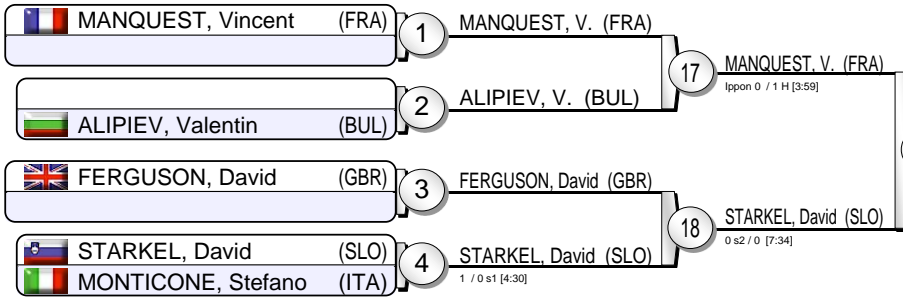 MANQUEST, Vincent (FRA)
1
MANQUEST, V. (FRA)
17
MANQUEST, V. (FRA)
Ippon 0 / 1 H [3:59]
2
ALIPIEV, V. (BUL)
ALIPIEV, Valentin (BUL)
FERGUSON, David (GBR)
3
FERGUSON, David (GBR)
18
STARKEL, David (SLO)
0 s2 / 0 [7:34]
STARKEL, David (SLO)
4
STARKEL, David (SLO)
1 / 0 s1 [4:30]
MONTICONE, Stefano (ITA)